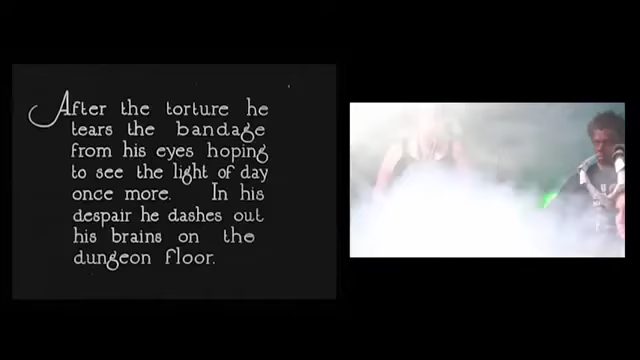 After the torture he
tears the bandage
from his eyes hoping
to see the light of day
once more. In his
despair he dashes out
his brains on the
dungeon floor.